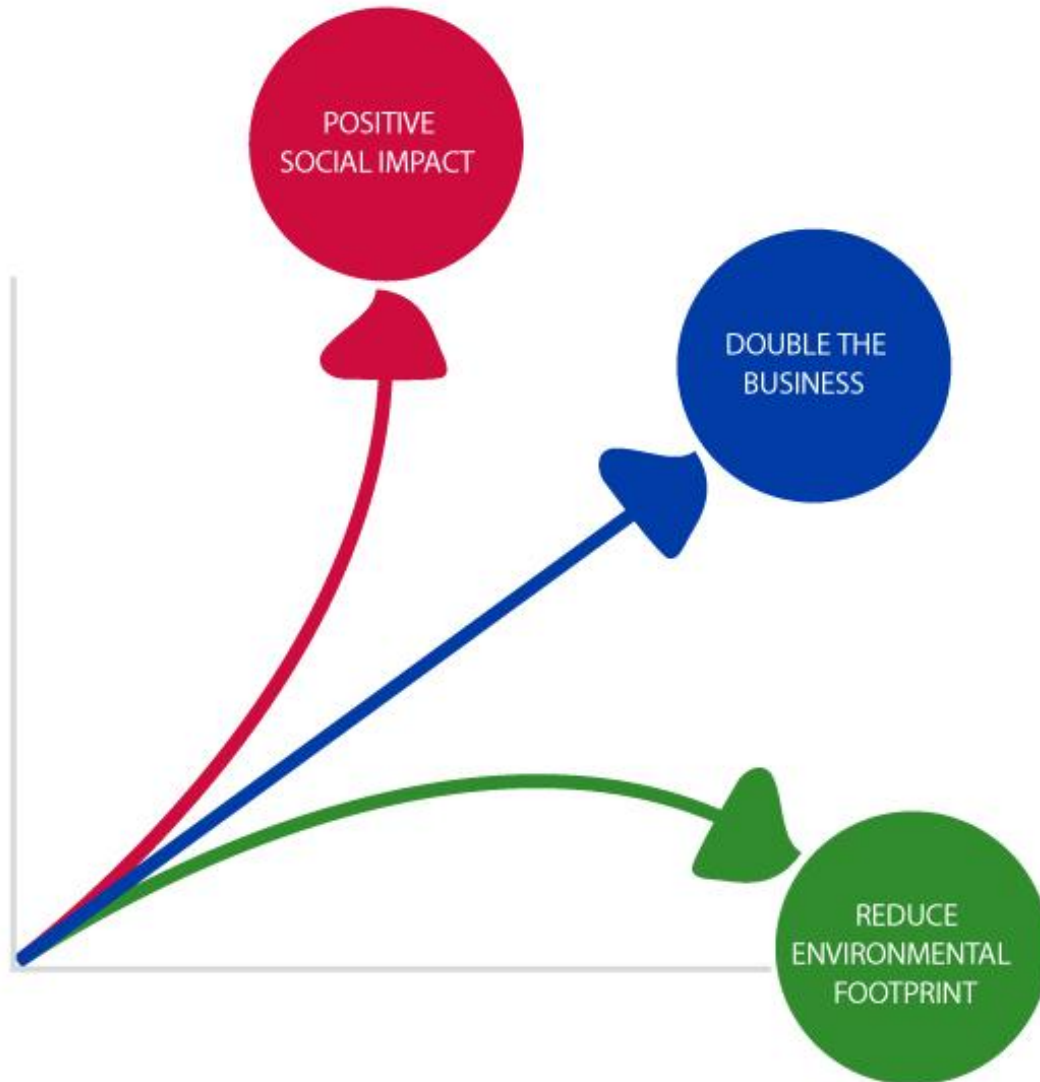 POSITIVE
SOCIAL IMPACT
DOUBLE THE
BUSINESS
REDUCE
ENVIRONMENTAL
FOOTPRINT